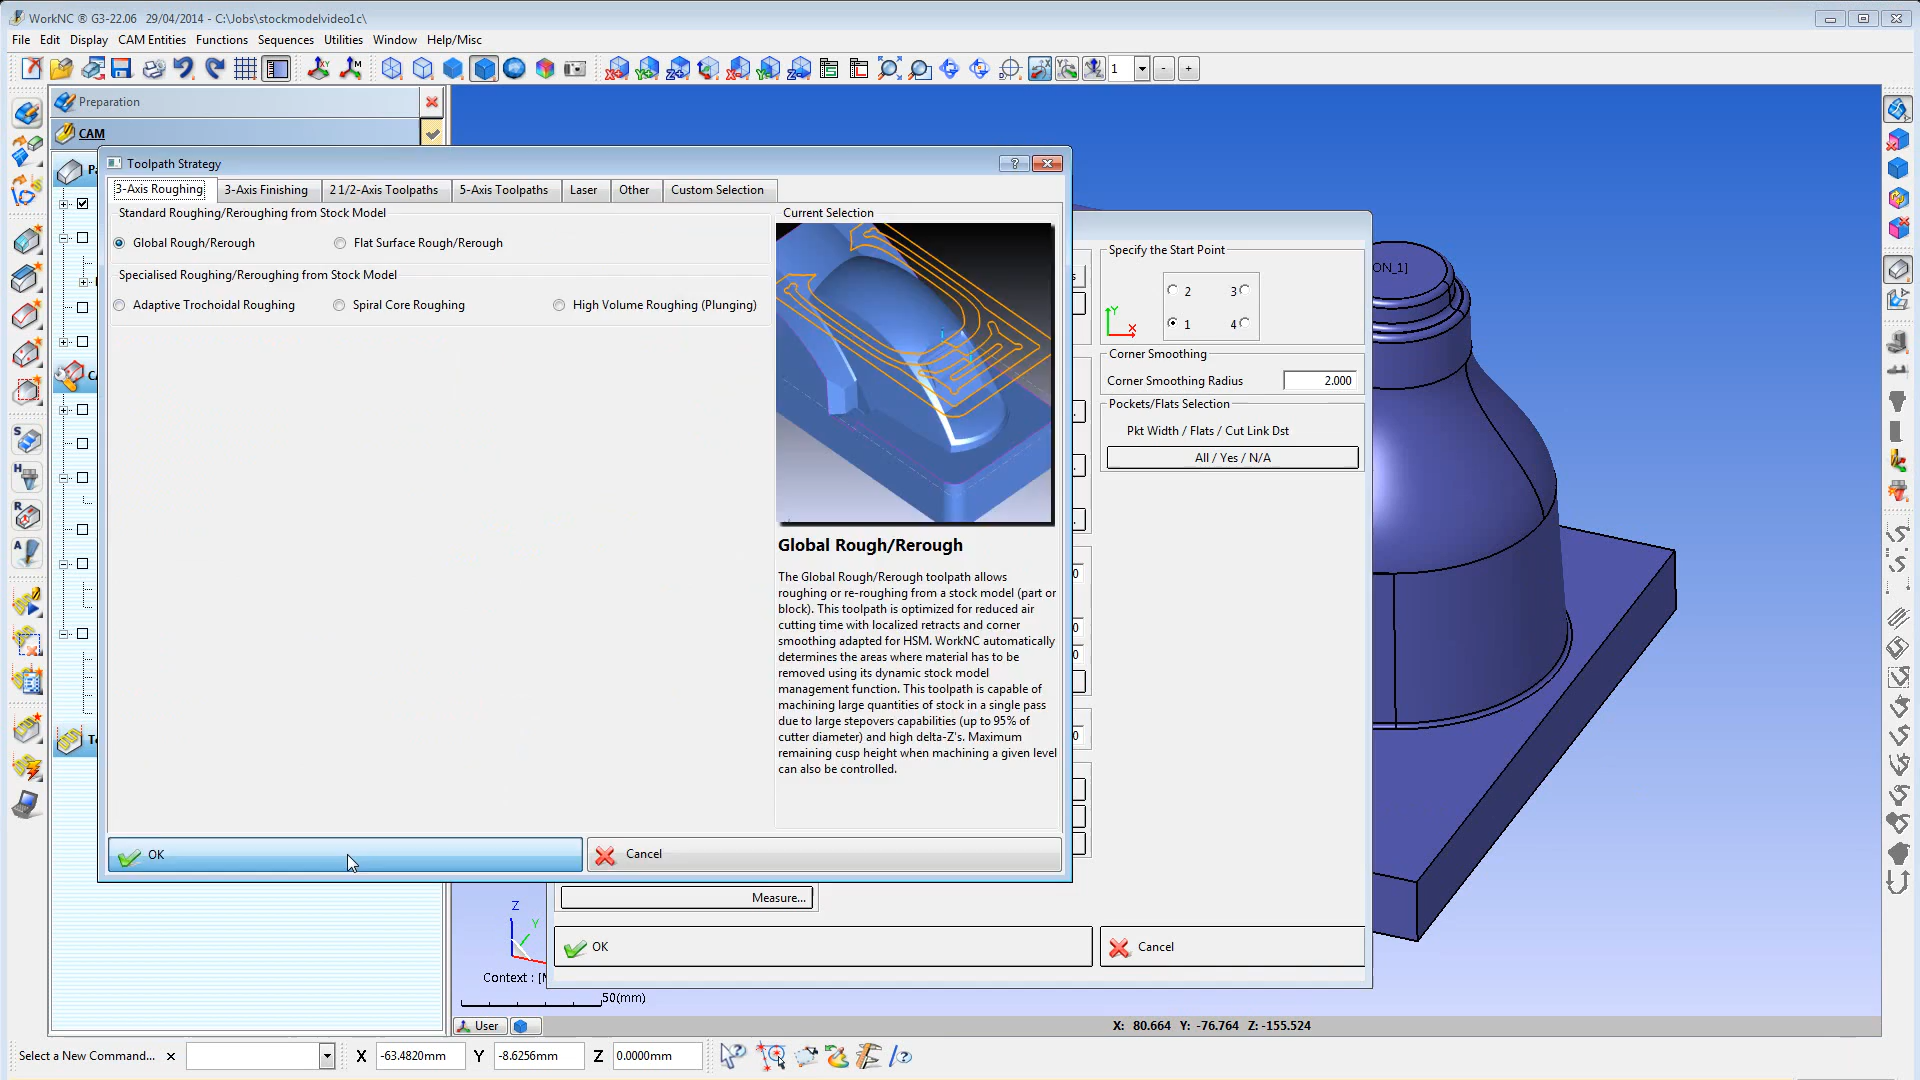 WorkNC ® G3-22.06   29/04/2014 - C:\Jobs\stockmodelvideo1c\
File Edit Display CAM Entities Functions Sequences Utilities Window Help/Misc
1
- +
Preparation
CAM
Toolpath Strategy
3-Axis Roughing 3-Axis Finishing 2 1/2-Axis Toolpaths 5-Axis Toolpaths Laser Other Custom Selection
Standard Roughing/Reroughing from Stock Model
Global Rough/Rerough Flat Surface Rough/Rerough
Specialised Roughing/Reroughing from Stock Model
Adaptive Trochoidal Roughing Spiral Core Roughing High Volume Roughing (Plunging)
Current Selection
Global Rough/Rerough
The Global Rough/Rerough toolpath allows
roughing or re-roughing from a stock model (part or
block). This toolpath is optimized for reduced air
cutting time with localized retracts and corner
smoothing adapted for HSM. WorkNC automatically
determines the areas where material has to be
removed using its dynamic stock model
management function. This toolpath is capable of
machining large quantities of stock in a single pass
due to large stepovers capabilities (up to 95% of
cutter diameter) and high delta-Z's. Maximum
remaining cusp height when machining a given level
can also be controlled.
OK Cancel
Specify the Start Point
2 3
1 4
Y X
Corner Smoothing
Corner Smoothing Radius 2.000
Pockets/Flats Selection
Pkt Width / Flats / Cut Link Dst
All / Yes / N/A
ON_1]
Measure...
OK Cancel
Z
Y
Context : [
50(mm)
User
X: 80.664 Y: -76.764 Z: -155.524
Select a New Command... X -63.4820mm Y -8.6256mm Z 0.0000mm